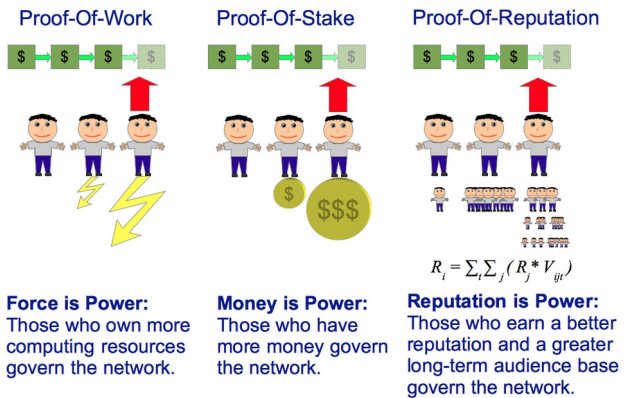 Proof-Of-Work
$ $ $ $
Force is Power:
Those who own more
computing resources
govern the network.
Proof-Of-Stake
$ $ $ $
$
$$$
Money is Power:
Those who have
more money govern
the network.
Proof-Of-Reputation
$ $ $ $
R_i = Σ_t Σ_j ( R_j * V_ijt )
Reputation is Power:
Those who earn a better
reputation and a greater
long-term audience base
govern the network.